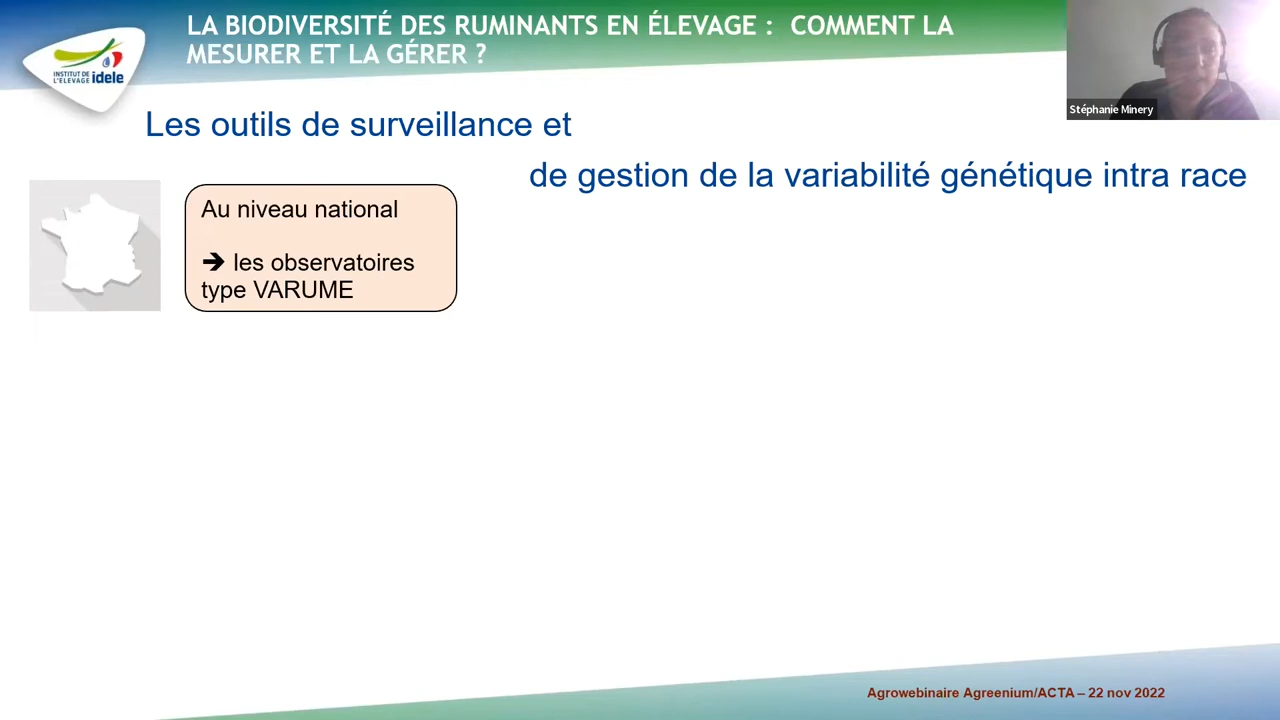 LA BIODIVERSITÉ DES RUMINANTS EN ÉLEVAGE : COMMENT LA
MESURER ET LA GÉRER ?
INSTITUT DE
L'ELEVAGE idele
Stéphanie Minery
Les outils de surveillance et
de gestion de la variabilité génétique intra race
Au niveau national
➔ les observatoires
type VARUME
Agrowebinaire Agreenium/ACTA – 22 nov 2022